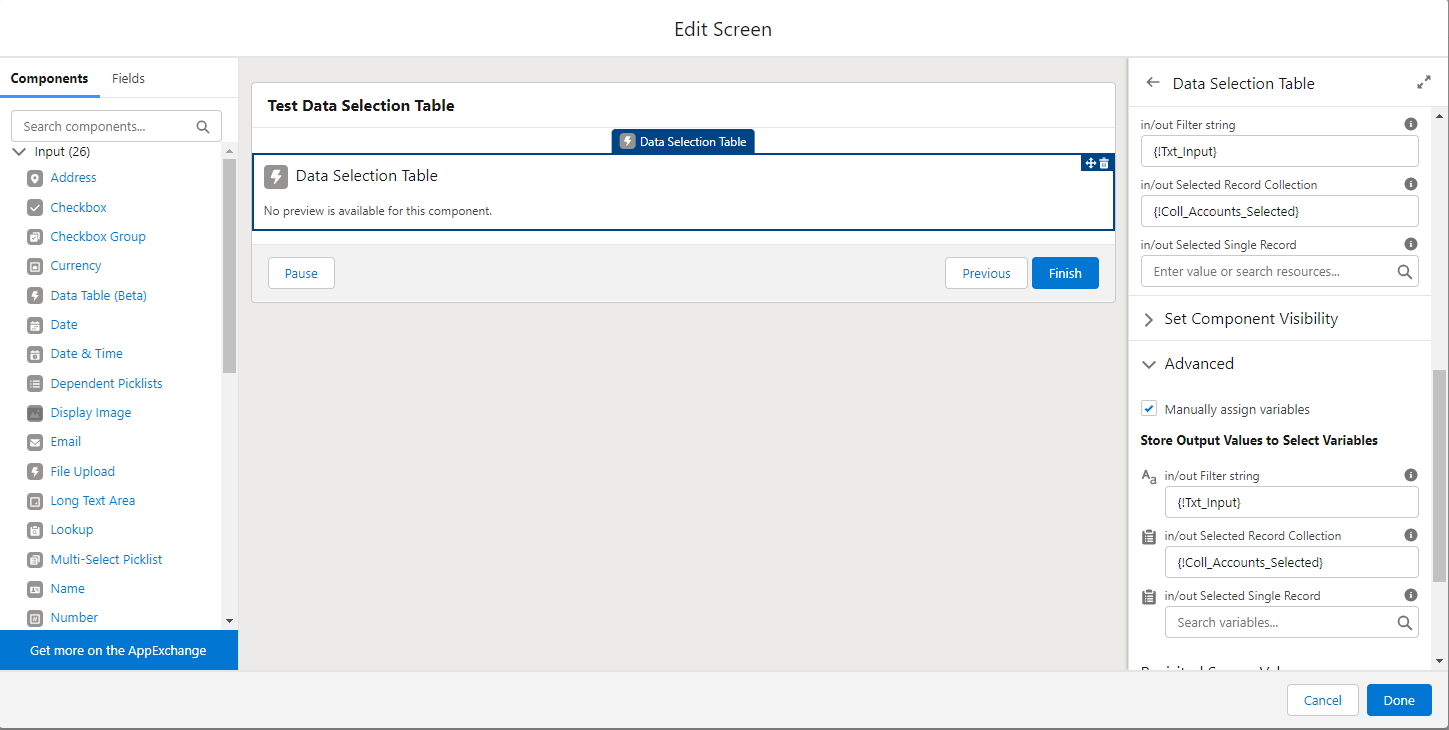 Edit Screen
Components
Fields
Search components...
Input (26)
Address
Checkbox
Checkbox Group
Currency
Data Table (Beta)
Date
Date & Time
Dependent Picklists
Display Image
Email
File Upload
Long Text Area
Lookup
Multi-Select Picklist
Name
Number
Get more on the AppExchange
Test Data Selection Table
Data Selection Table
Data Selection Table
No preview is available for this component.
Pause
Previous
Finish
Data Selection Table
in/out Filter string
{!Txt_Input}
in/out Selected Record Collection
{!Coll_Accounts_Selected}
in/out Selected Single Record
Enter value or search resources...
Set Component Visibility
Advanced
Manually assign variables
Store Output Values to Select Variables
Aa in/out Filter string
{!Txt_Input}
in/out Selected Record Collection
{!Coll_Accounts_Selected}
in/out Selected Single Record
Search variables...
Cancel
Done